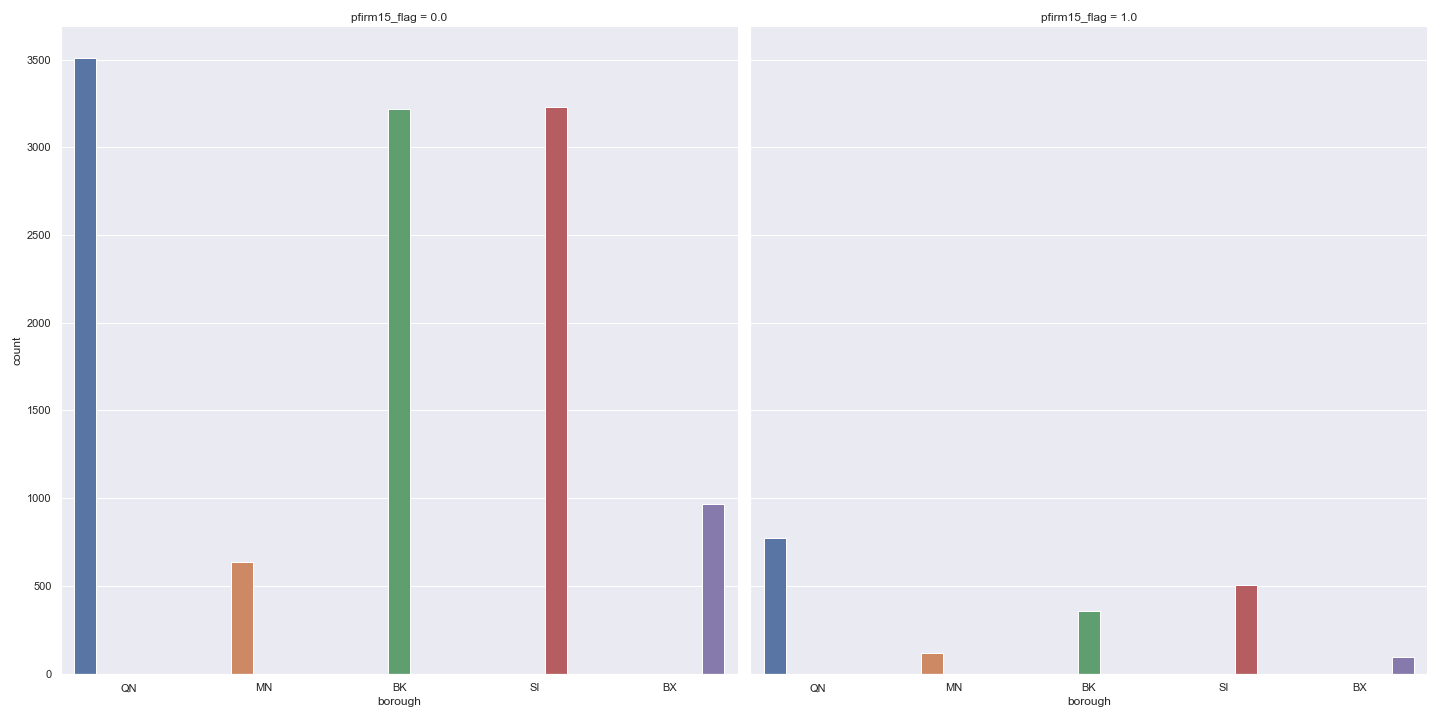 pfirm15_flag = 0.0
pfirm15_flag = 1.0
3500
3000
2500
2000
1500
1000
500
0
count
QN MN BK SI BX
borough
QN MN BK SI BX
borough